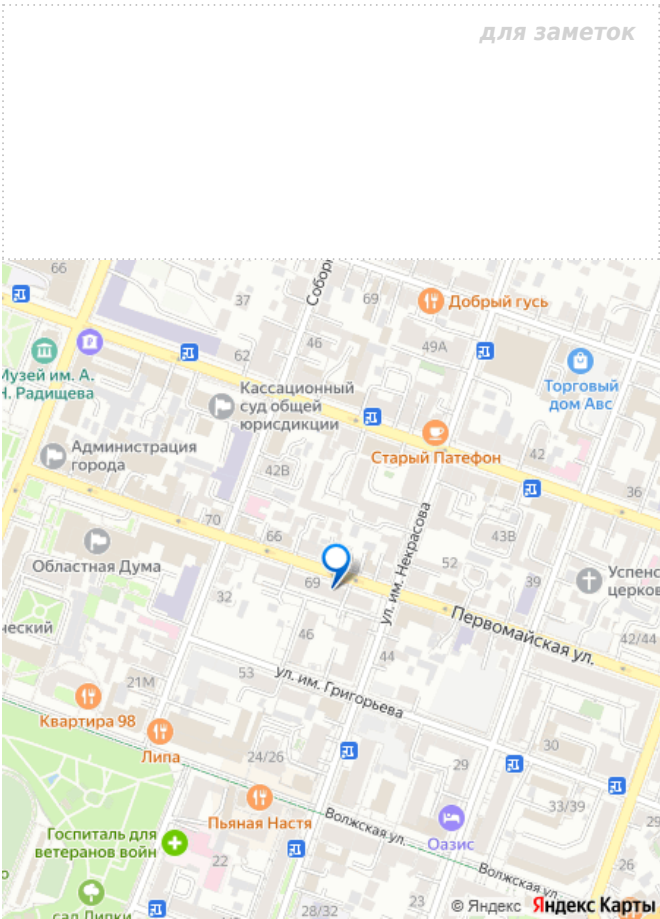 для заметок
66
Собор
37
69
Добрый гусь
46
49А
62
Музей им. А.
Н. Радищева
Кассационный
суд общей
юрисдикции
Торговый
дом Авс
Администрация
города
Старый Патефон
42
42В
36
70
66
ул. им. Некрасова
43В
Областная Дума
52
69
39
Успенс
церков
32
Первомайская ул.
ческий
46
42/44
44
53
21М
ул. им. Григорьева
Квартира 98
Липа
24/26
30
29
33/39
Пьяная Настя
Волжская ул.
Оазис
29
Госпиталь для
ветеранов войн
22
Волжская ул.
26
о
23
сад Липки
28/32
© Яндекс Яндекс Карты